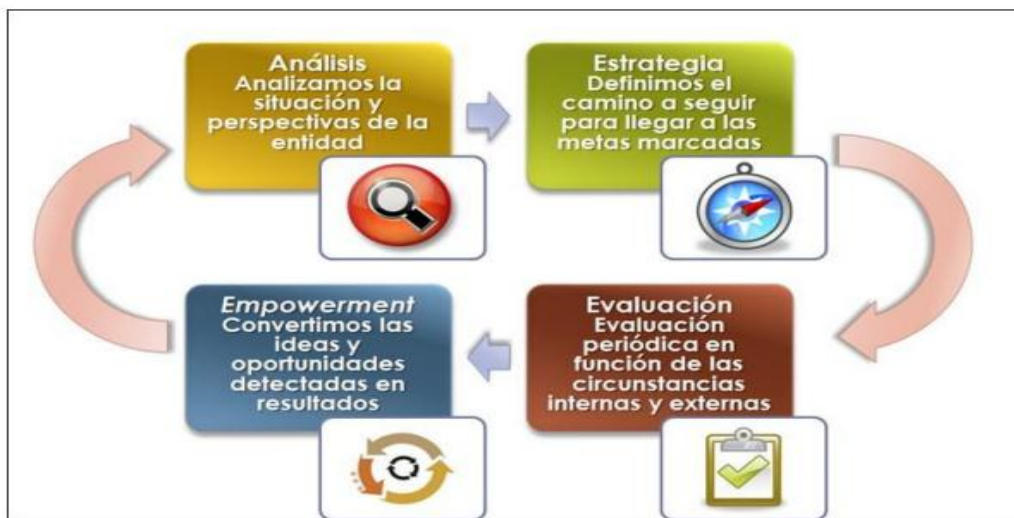 Análisis
Analizamos la
situación y
perspectivas de la
entidad
Estrategia
Definimos el
camino a seguir
para llegar a las
metas marcadas
Empowerment
Convertimos las
ideas y
oportunidades
detectadas en
resultados
Evaluación
Evaluación
periódica en
función de las
circunstancias
internas y externas